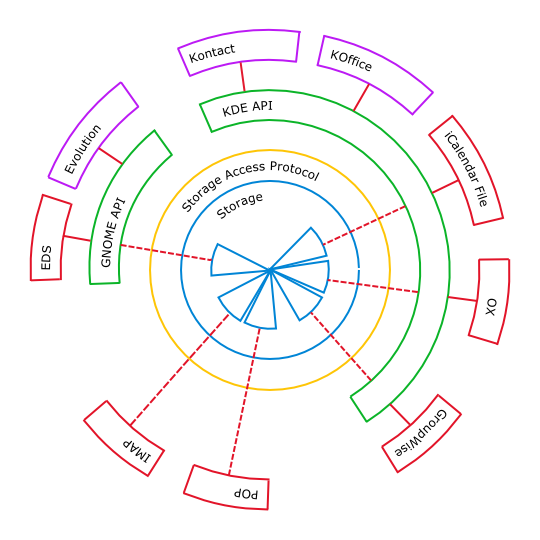 Kontact
KOffice
KDE API
Evolution
iCalendar File
GNOME API
Storage Access Protocol
Storage
EDS
OX
GroupWise
IMAP
POP